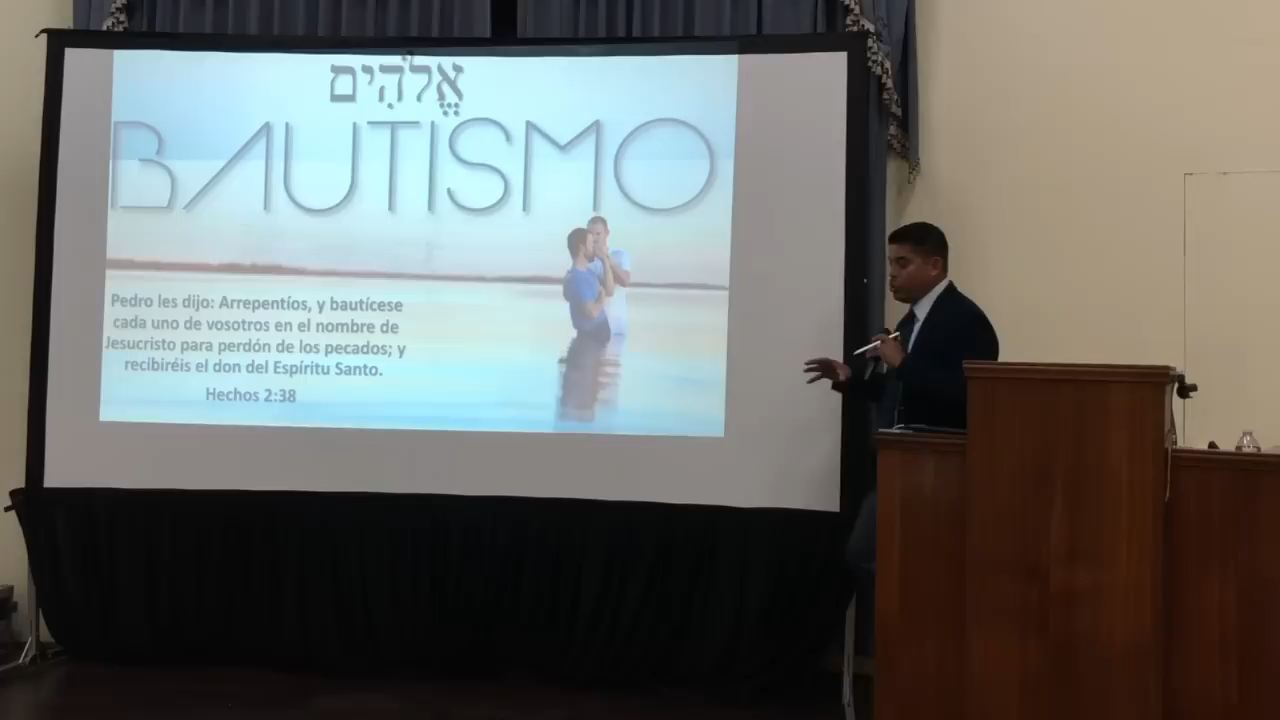 אֱלֹהִים
BAUTISMO
Pedro les dijo: Arrepentíos, y bautícese
cada uno de vosotros en el nombre de
Jesucristo para perdón de los pecados; y
recibiréis el don del Espíritu Santo.
Hechos 2:38